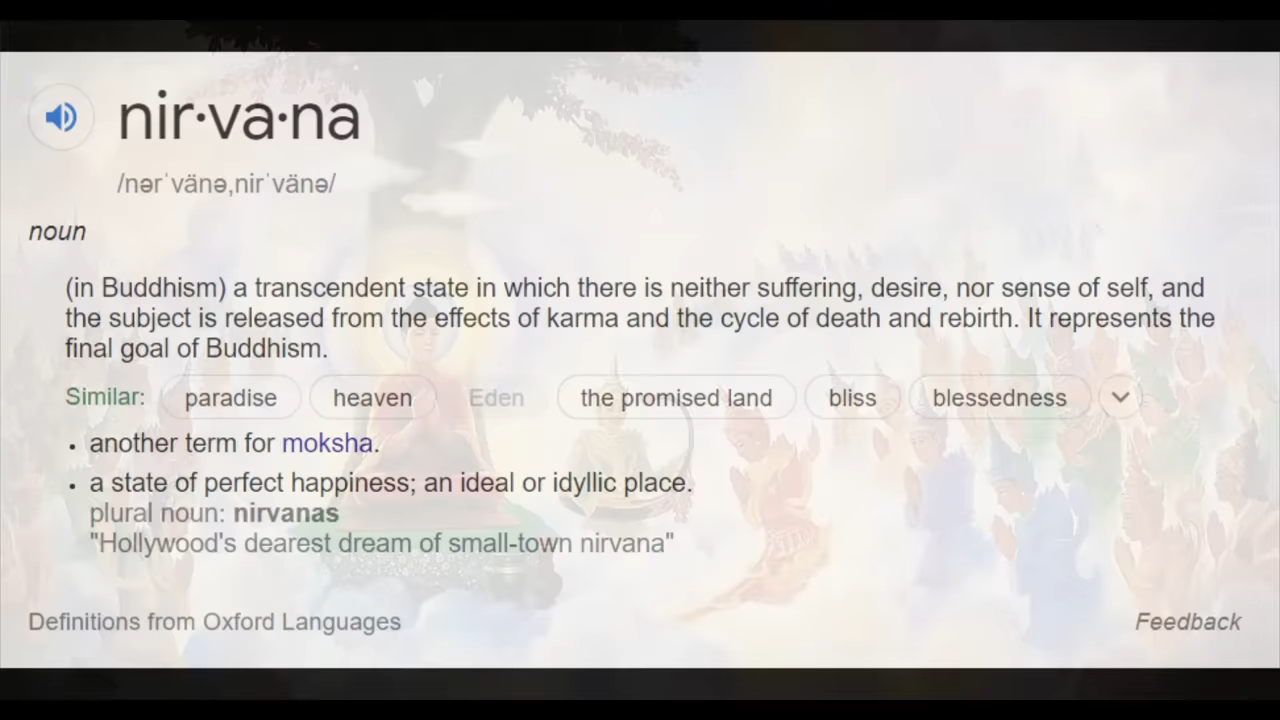 nir·va·na
/nərˈvänə,nirˈvänə/
noun
(in Buddhism) a transcendent state in which there is neither suffering, desire, nor sense of self, and
the subject is released from the effects of karma and the cycle of death and rebirth. It represents the
final goal of Buddhism.
Similar: paradise heaven Eden the promised land bliss blessedness
• another term for moksha.
• a state of perfect happiness; an ideal or idyllic place.
plural noun: nirvanas
"Hollywood's dearest dream of small-town nirvana"
Definitions from Oxford Languages Feedback